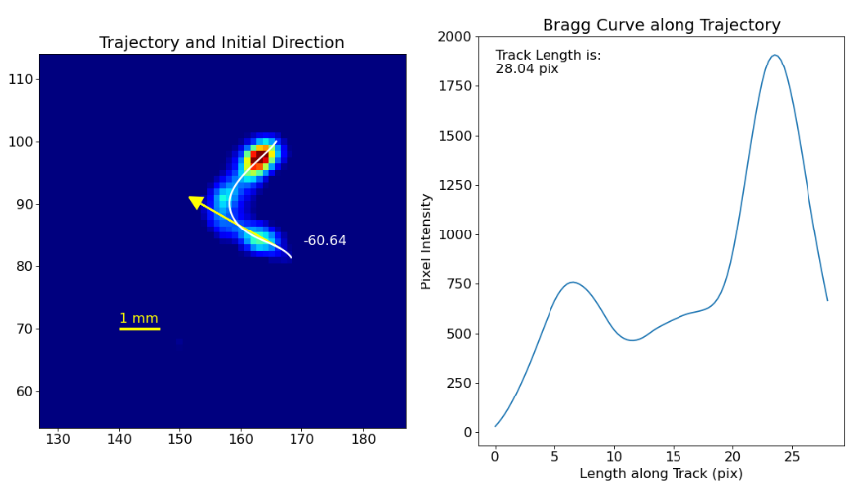 Trajectory and Initial Direction
110
100
90
80
70
60
-60.64
1 mm
130 140 150 160 170 180
Bragg Curve along Trajectory
Track Length is:
28.04 pix
2000
1750
1500
1250
1000
750
500
250
0
Pixel Intensity
0 5 10 15 20 25
Length along Track (pix)